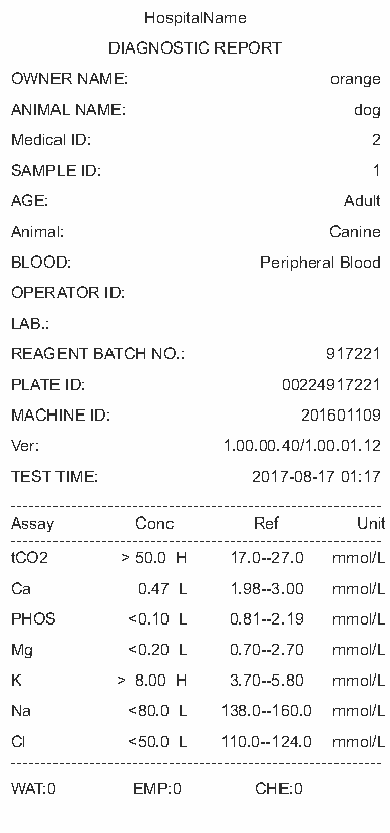 HospitalName
DIAGNOSTIC REPORT
OWNER NAME: orange
ANIMAL NAME: dog
Medical ID: 2
SAMPLE ID: 1
AGE: Adult
Animal: Canine
BLOOD: Peripheral Blood
OPERATOR ID:
LAB.:
REAGENT BATCH NO.: 917221
PLATE ID: 00224917221
MACHINE ID: 201601109
Ver: 1.00.00.40/1.00.01.12
TEST TIME: 2017-08-17 01:17
Assay Conc Ref Unit
tCO2 > 50.0 H 17.0--27.0 mmol/L
Ca 0.47 L 1.98--3.00 mmol/L
PHOS <0.10 L 0.81--2.19 mmol/L
Mg <0.20 L 0.70--2.70 mmol/L
K > 8.00 H 3.70--5.80 mmol/L
Na <80.0 L 138.0--160.0 mmol/L
Cl <50.0 L 110.0--124.0 mmol/L
WAT:0 EMP:0 CHE:0